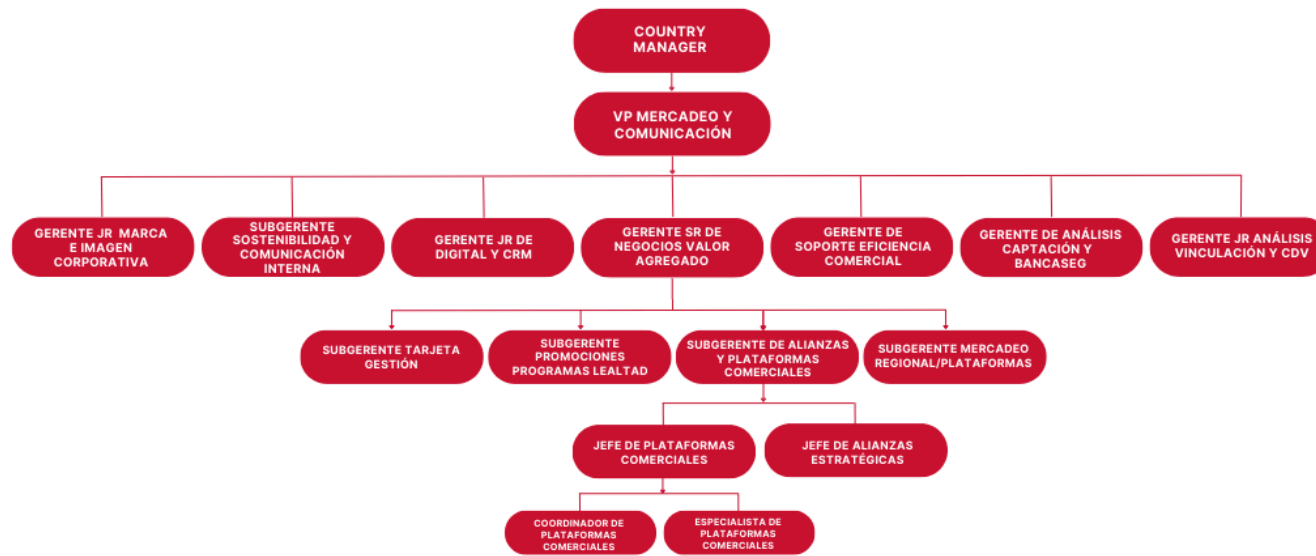 COUNTRY
MANAGER
VP MERCADEO Y
COMUNICACIÓN
GERENTE JR MARCA
E IMAGEN
CORPORATIVA
SUBGERENTE
SOSTENIBILIDAD Y
COMUNICACIÓN
INTERNA
GERENTE JR DE
DIGITAL Y CRM
GERENTE SR DE
NEGOCIOS VALOR
AGREGADO
GERENTE DE
SOPORTE EFICIENCIA
COMERCIAL
GERENTE DE ANÁLISIS
CAPTACIÓN Y
BANCASEG
GERENTE JR ANÁLISIS
VINCULACIÓN Y CDV
SUBGERENTE TARJETA
GESTIÓN
SUBGERENTE
PROMOCIONES
PROGRAMAS LEALTAD
SUBGERENTE DE ALIANZAS
Y PLATAFORMAS
COMERCIALES
SUBGERENTE MERCADEO
REGIONAL/PLATAFORMAS
JEFE DE PLATAFORMAS
COMERCIALES
JEFE DE ALIANZAS
ESTRATÉGICAS
COORDINADOR DE
PLATAFORMAS
COMERCIALES
ESPECIALISTA DE
PLATAFORMAS
COMERCIALES